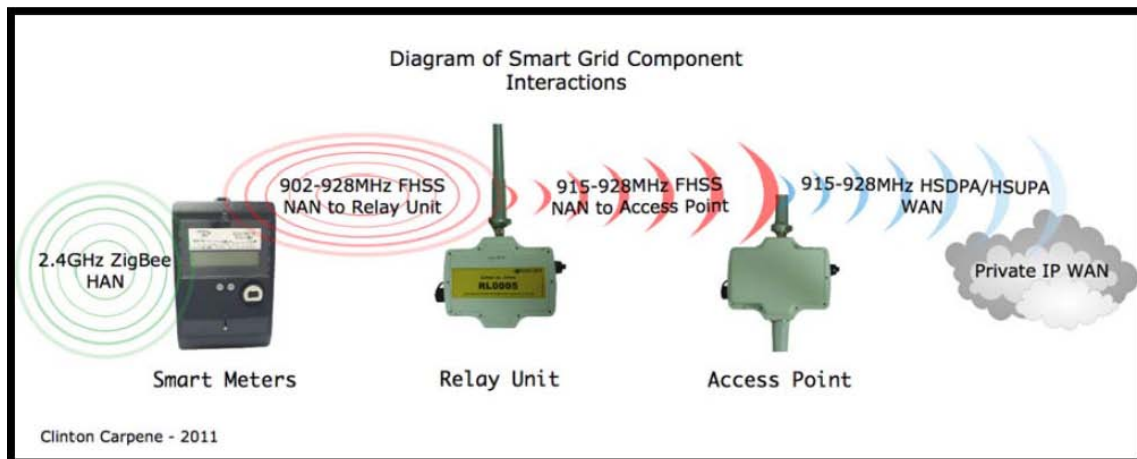 Diagram of Smart Grid Component
Interactions
902-928MHz FHSS
NAN to Relay Unit
915-928MHz FHSS
NAN to Access Point
915-928MHz HSDPA/HSUPA
WAN
2.4GHz ZigBee
HAN
RL0005
Private IP WAN
Smart Meters
Relay Unit
Access Point
Clinton Carpene - 2011